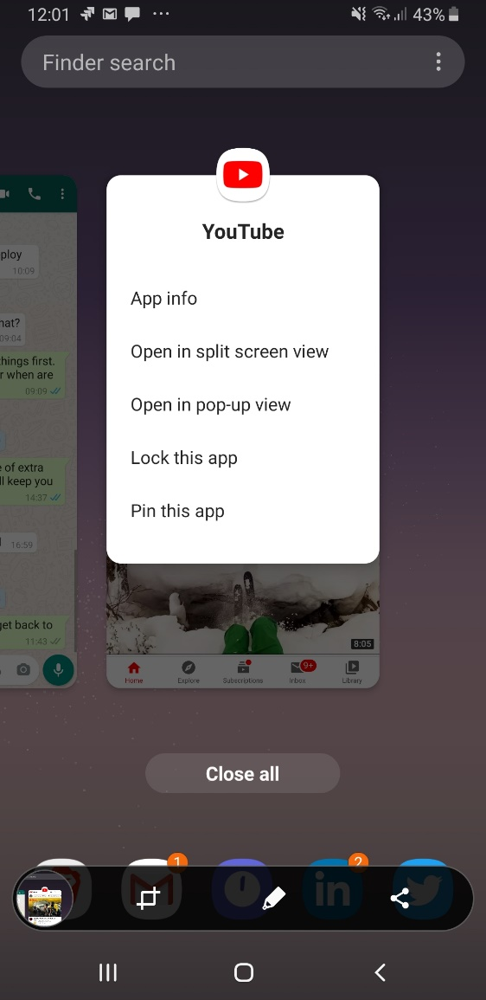 12:01
43%
Finder search
YouTube
App info
Open in split screen view
Open in pop-up view
Lock this app
Pin this app
ploy
10:09
hat?
09:04
things first.
r when are
09:09
e of extra
ll keep you
14:37
16:59
get back to
11:43
8:05
Home
Explore
Subscriptions
9+
Inbox
Library
Close all
1
2
in